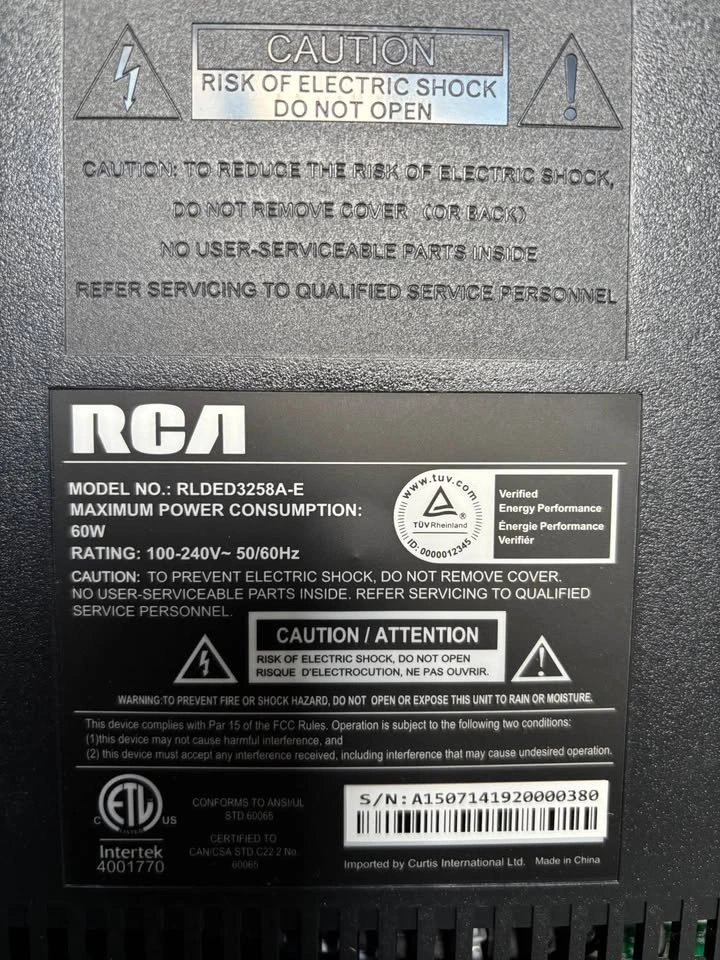 CAUTION
RISK OF ELECTRIC SHOCK
DO NOT OPEN
CAUTION: TO REDUCE THE RISK OF ELECTRIC SHOCK,
DO NOT REMOVE COVER (OR BACK)
NO USER-SERVICEABLE PARTS INSIDE
REFER SERVICING TO QUALIFIED SERVICE PERSONNEL
RCA
MODEL NO.: RLDED3258A-E
MAXIMUM POWER CONSUMPTION:
60W
RATING: 100-240V~ 50/60Hz
www.tuv.com
TÜVRheinland
®
ID: 0000012345
Verified
Energy Performance
Énergie Performance
Verifiér
CAUTION: TO PREVENT ELECTRIC SHOCK, DO NOT REMOVE COVER.
NO USER-SERVICEABLE PARTS INSIDE. REFER SERVICING TO QUALIFIED
SERVICE PERSONNEL.
CAUTION / ATTENTION
RISK OF ELECTRIC SHOCK, DO NOT OPEN
RISQUE D'ELECTROCUTION, NE PAS OUVRIR.
WARNING:TO PREVENT FIRE OR SHOCK HAZARD, DO NOT OPEN OR EXPOSE THIS UNIT TO RAIN OR MOISTURE.
This device complies with Par 15 of the FCC Rules. Operation is subject to the following two conditions:
(1)this device may not cause harmful interference, and
(2) this device must accept any interference received, including interference that may cause undesired operation.
ETL
LISTED
C US
Intertek
4001770
CONFORMS TO ANSI/UL
STD.60065
CERTIFIED TO
CAN/CSA STD.C22.2 No.
60065
S/N:A1507141920000380
Imported by Curtis International Ltd. Made in China